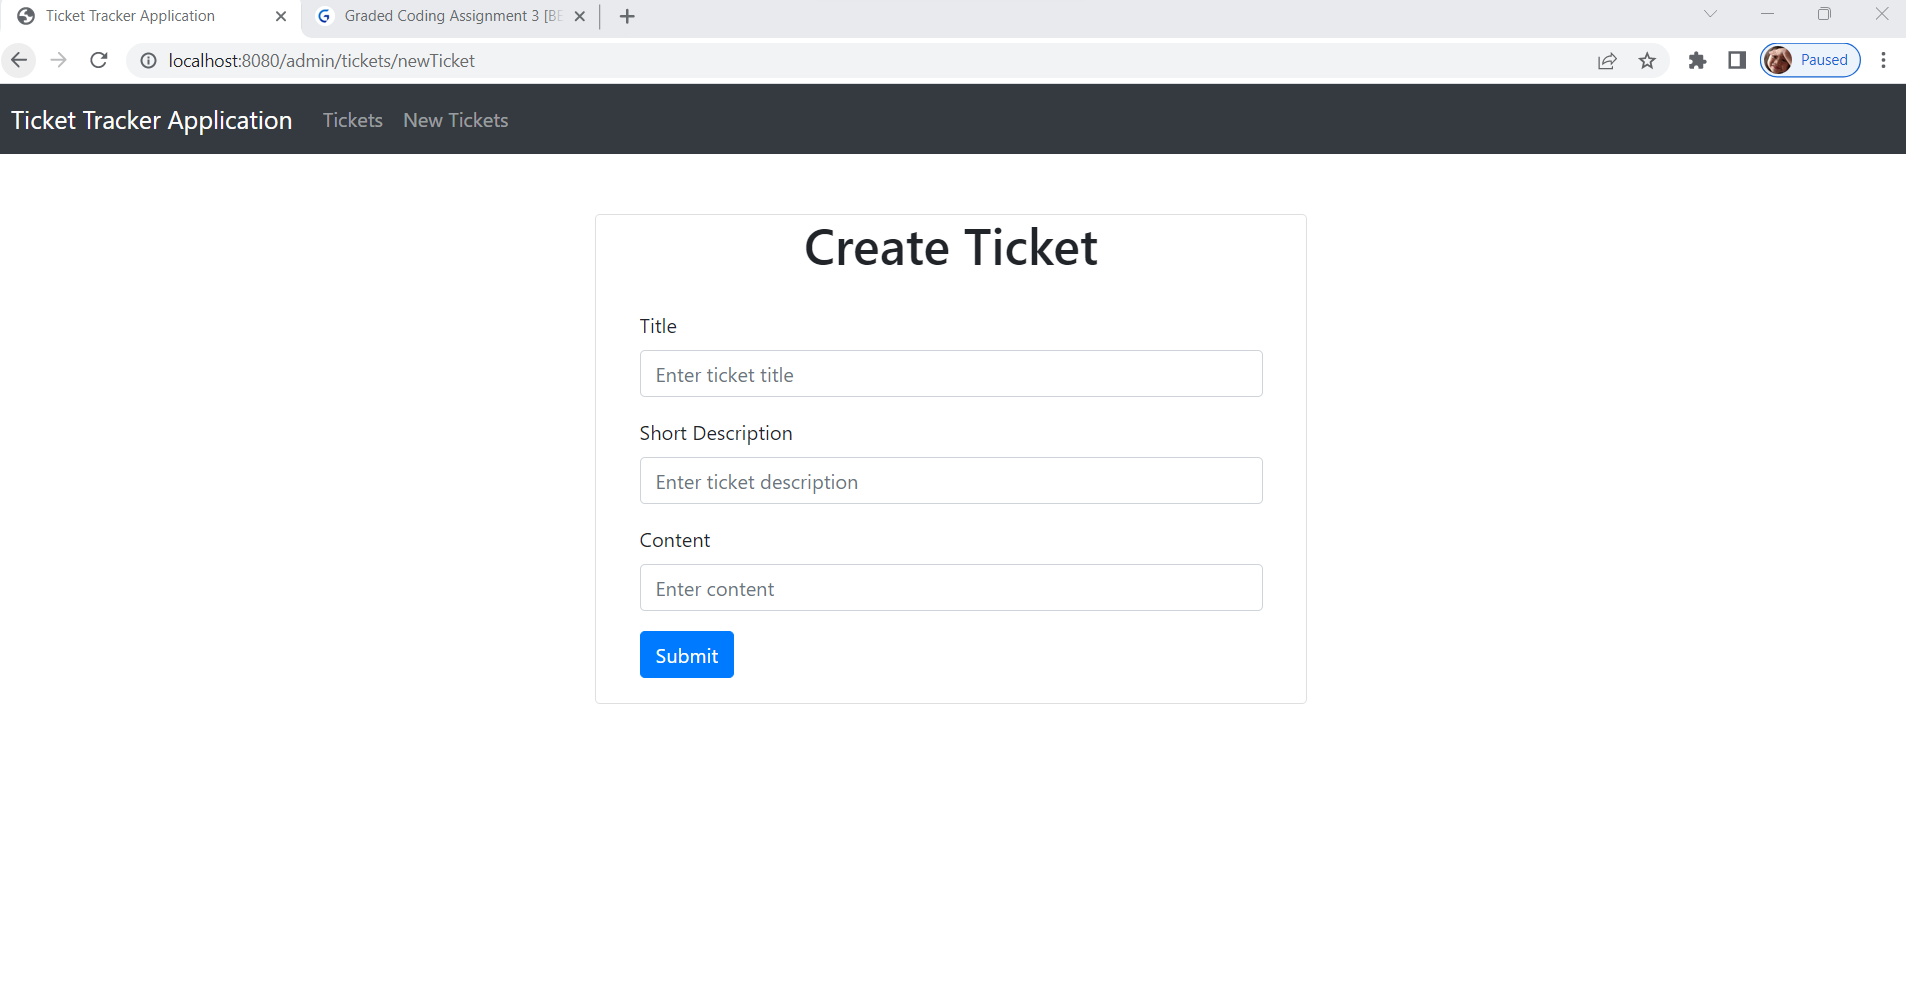 Ticket Tracker Application
Graded Coding Assignment 3 [BE
localhost:8080/admin/tickets/newTicket
Paused
Ticket Tracker Application Tickets New Tickets
Create Ticket
Title
Enter ticket title
Short Description
Enter ticket description
Content
Enter content
Submit